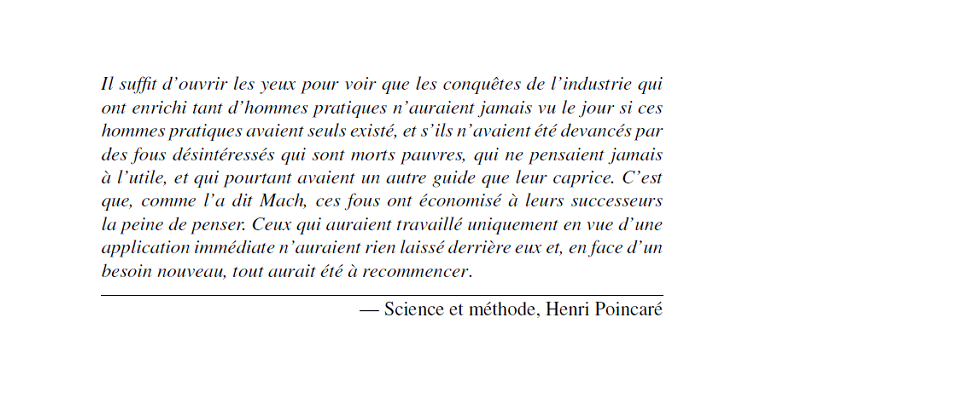 Il suffit d’ouvrir les yeux pour voir que les conquêtes de l’industrie qui
ont enrichi tant d’hommes pratiques n’auraient jamais vu le jour si ces
hommes pratiques avaient seuls existé, et s’ils n’avaient été devancés par
des fous désintéressés qui sont morts pauvres, qui ne pensaient jamais
à l’utile, et qui pourtant avaient un autre guide que leur caprice. C’est
que, comme l’a dit Mach, ces fous ont économisé à leurs successeurs
la peine de penser. Ceux qui auraient travaillé uniquement en vue d’une
application immédiate n’auraient rien laissé derrière eux et, en face d’un
besoin nouveau, tout aurait été à recommencer.
— Science et méthode, Henri Poincaré